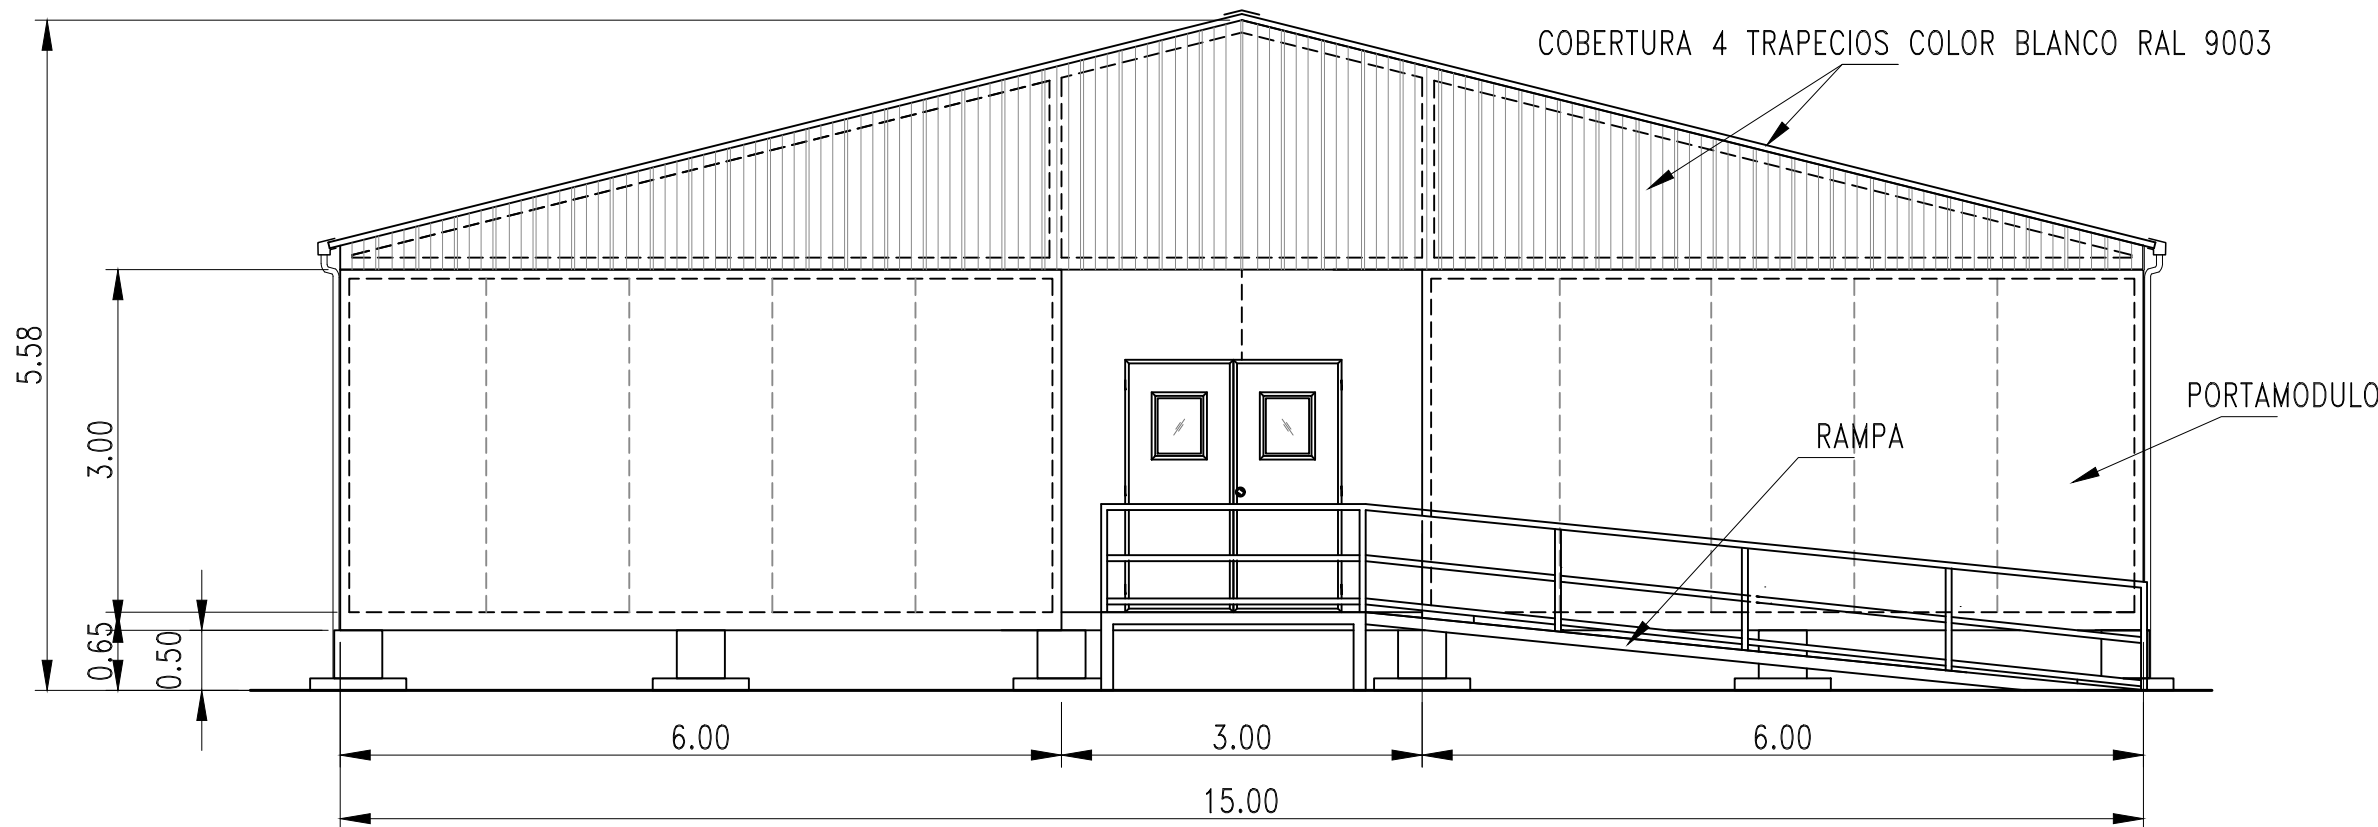 COBERTURA 4 TRAPECIOS COLOR BLANCO RAL 9003
5.58
3.00
PORTAMODULO
RAMPA
0.65
0.50
6.00
3.00
6.00
15.00